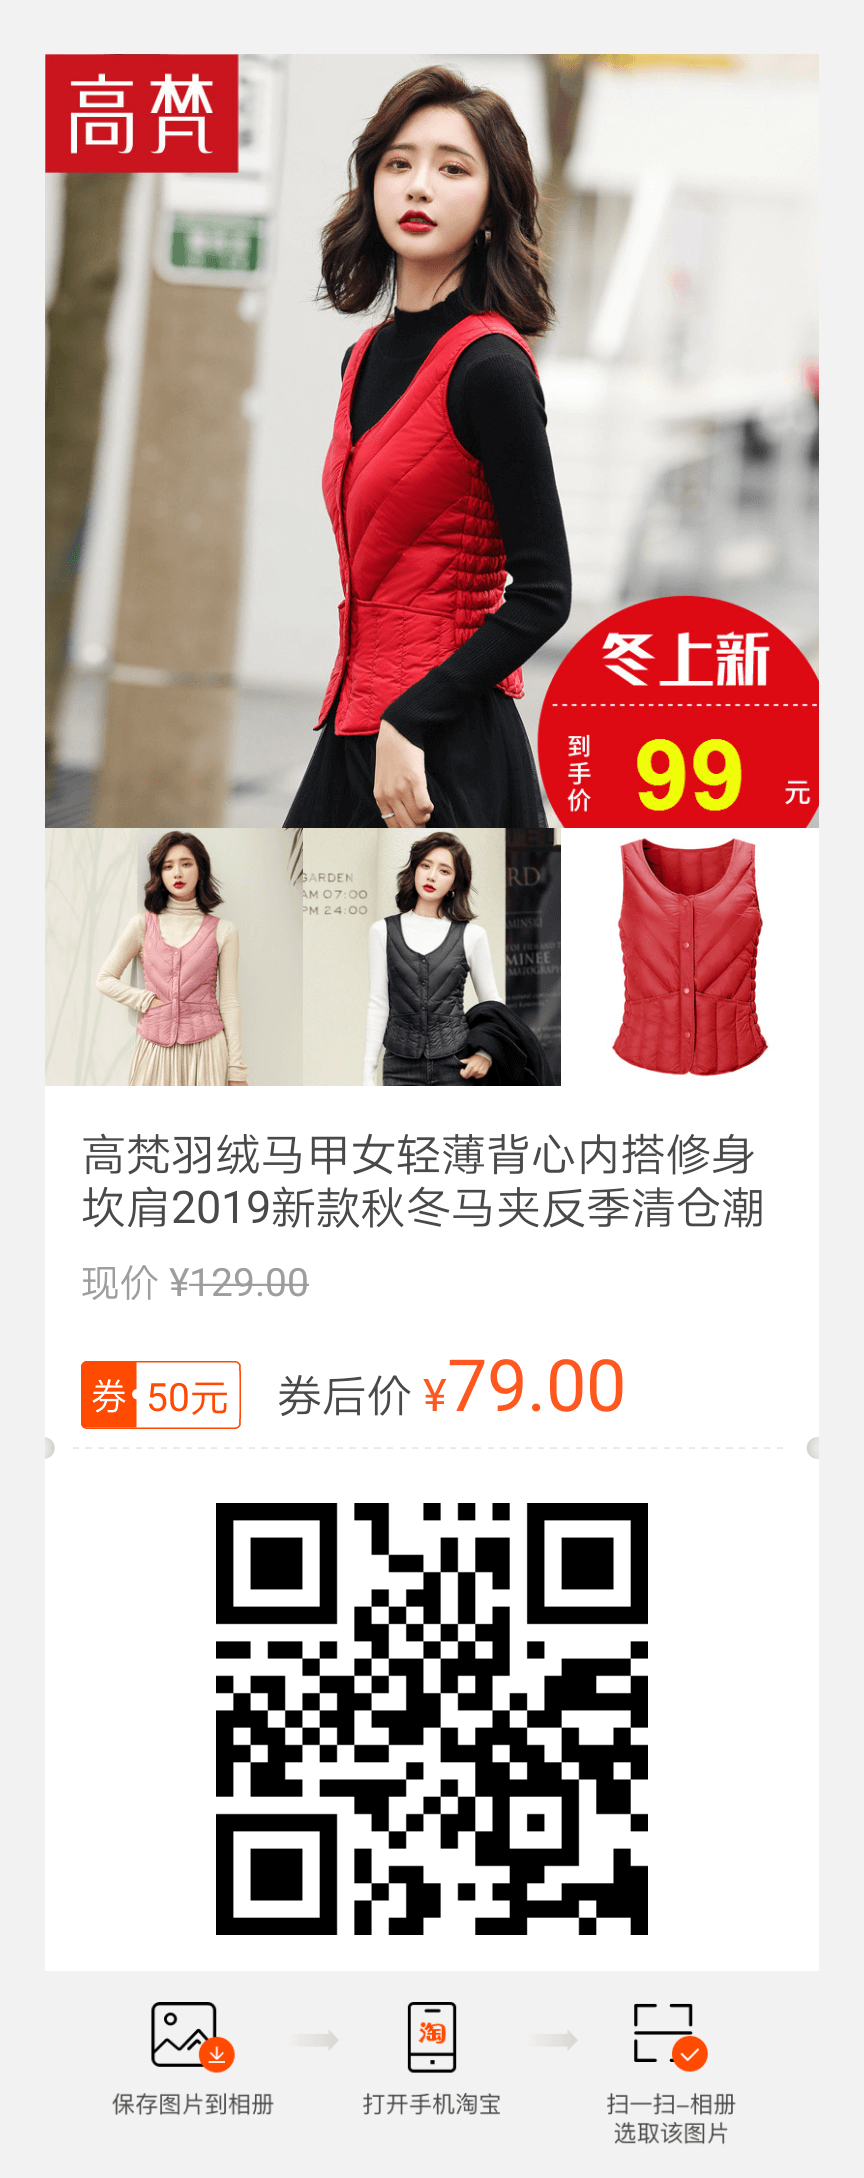 高梵
冬上新
到手价 99 元
GARDEN
AM 07:00
PM 24:00
高梵羽绒马甲女轻薄背心内搭修身
坎肩2019新款秋冬马夹反季清仓潮
现价 ¥129.00
券 50元 券后价 ¥79.00
淘
保存图片到相册
打开手机淘宝
扫一扫-相册
选取该图片